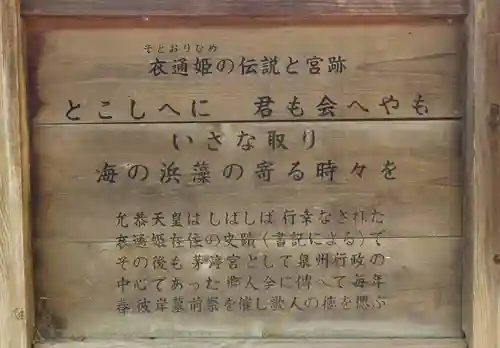 そとおりひめ
衣通姫の伝説と宮跡
とこしへに 君も会へやも
いさな取り
海の浜藻の寄る時々を
允恭天皇はしばしば行幸なされた
衣通姫在住の史蹟(書記による)で
その後も茅渟宮として泉州行政の
中心であった 郷人今に傳へて毎年
春彼岸墓前祭を催し歌人の徳を偲ぶ